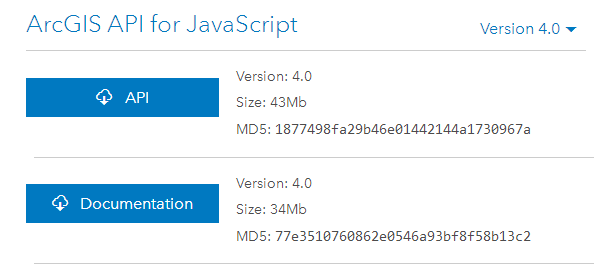 ArcGIS API for JavaScript
Version 4.0
API
Version: 4.0
Size: 43Mb
MD5: 1877498fa29b46e01442144a1730967a
Documentation
Version: 4.0
Size: 34Mb
MD5: 77e3510760862e0546a93bf8f58b13c2